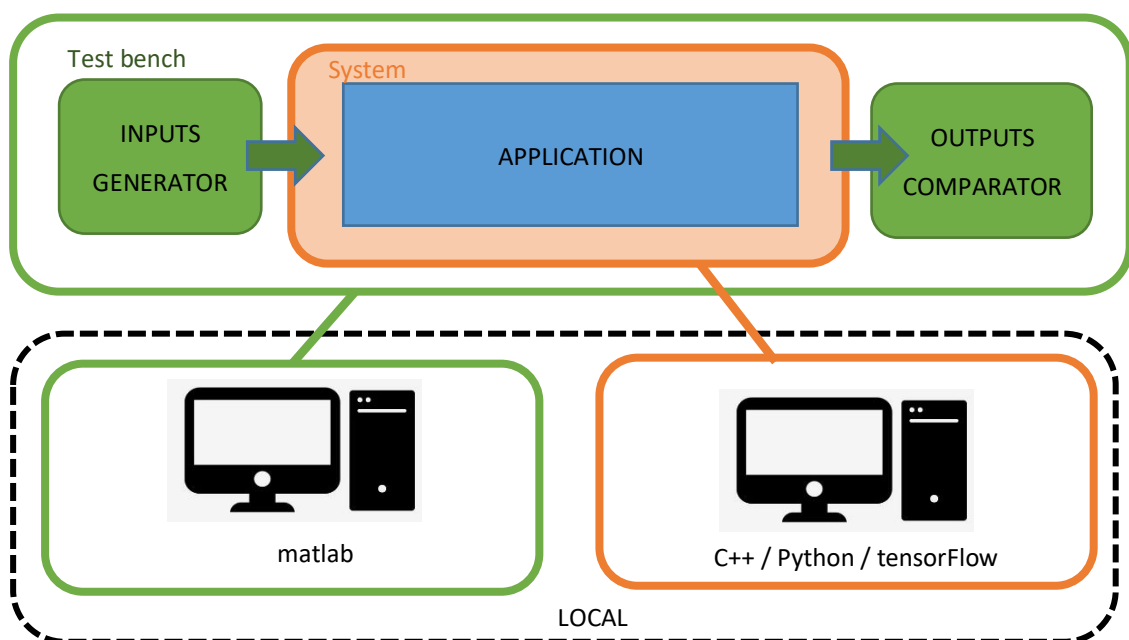 Test bench
System
INPUTS
GENERATOR
APPLICATION
OUTPUTS
COMPARATOR
matlab
C++ / Python / tensorFlow
LOCAL